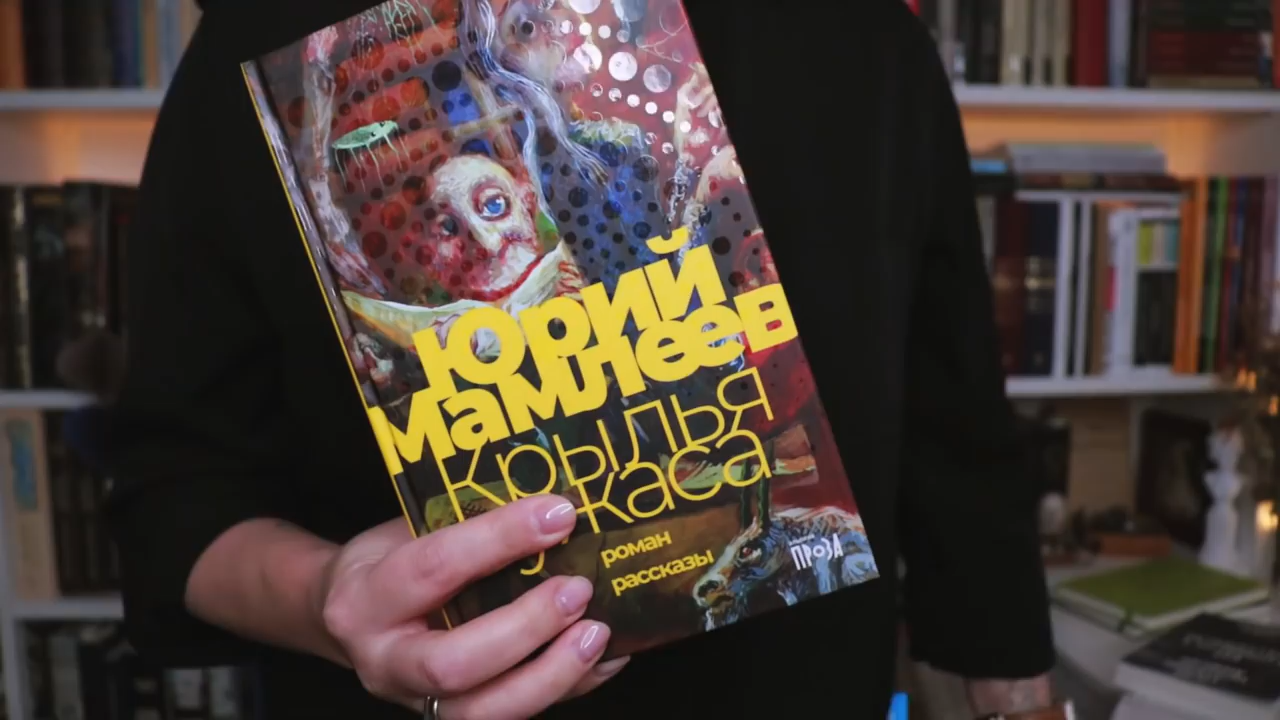 Юрий
Мамлеев
Крылья
ужаса
роман
рассказы
ПРОЗА